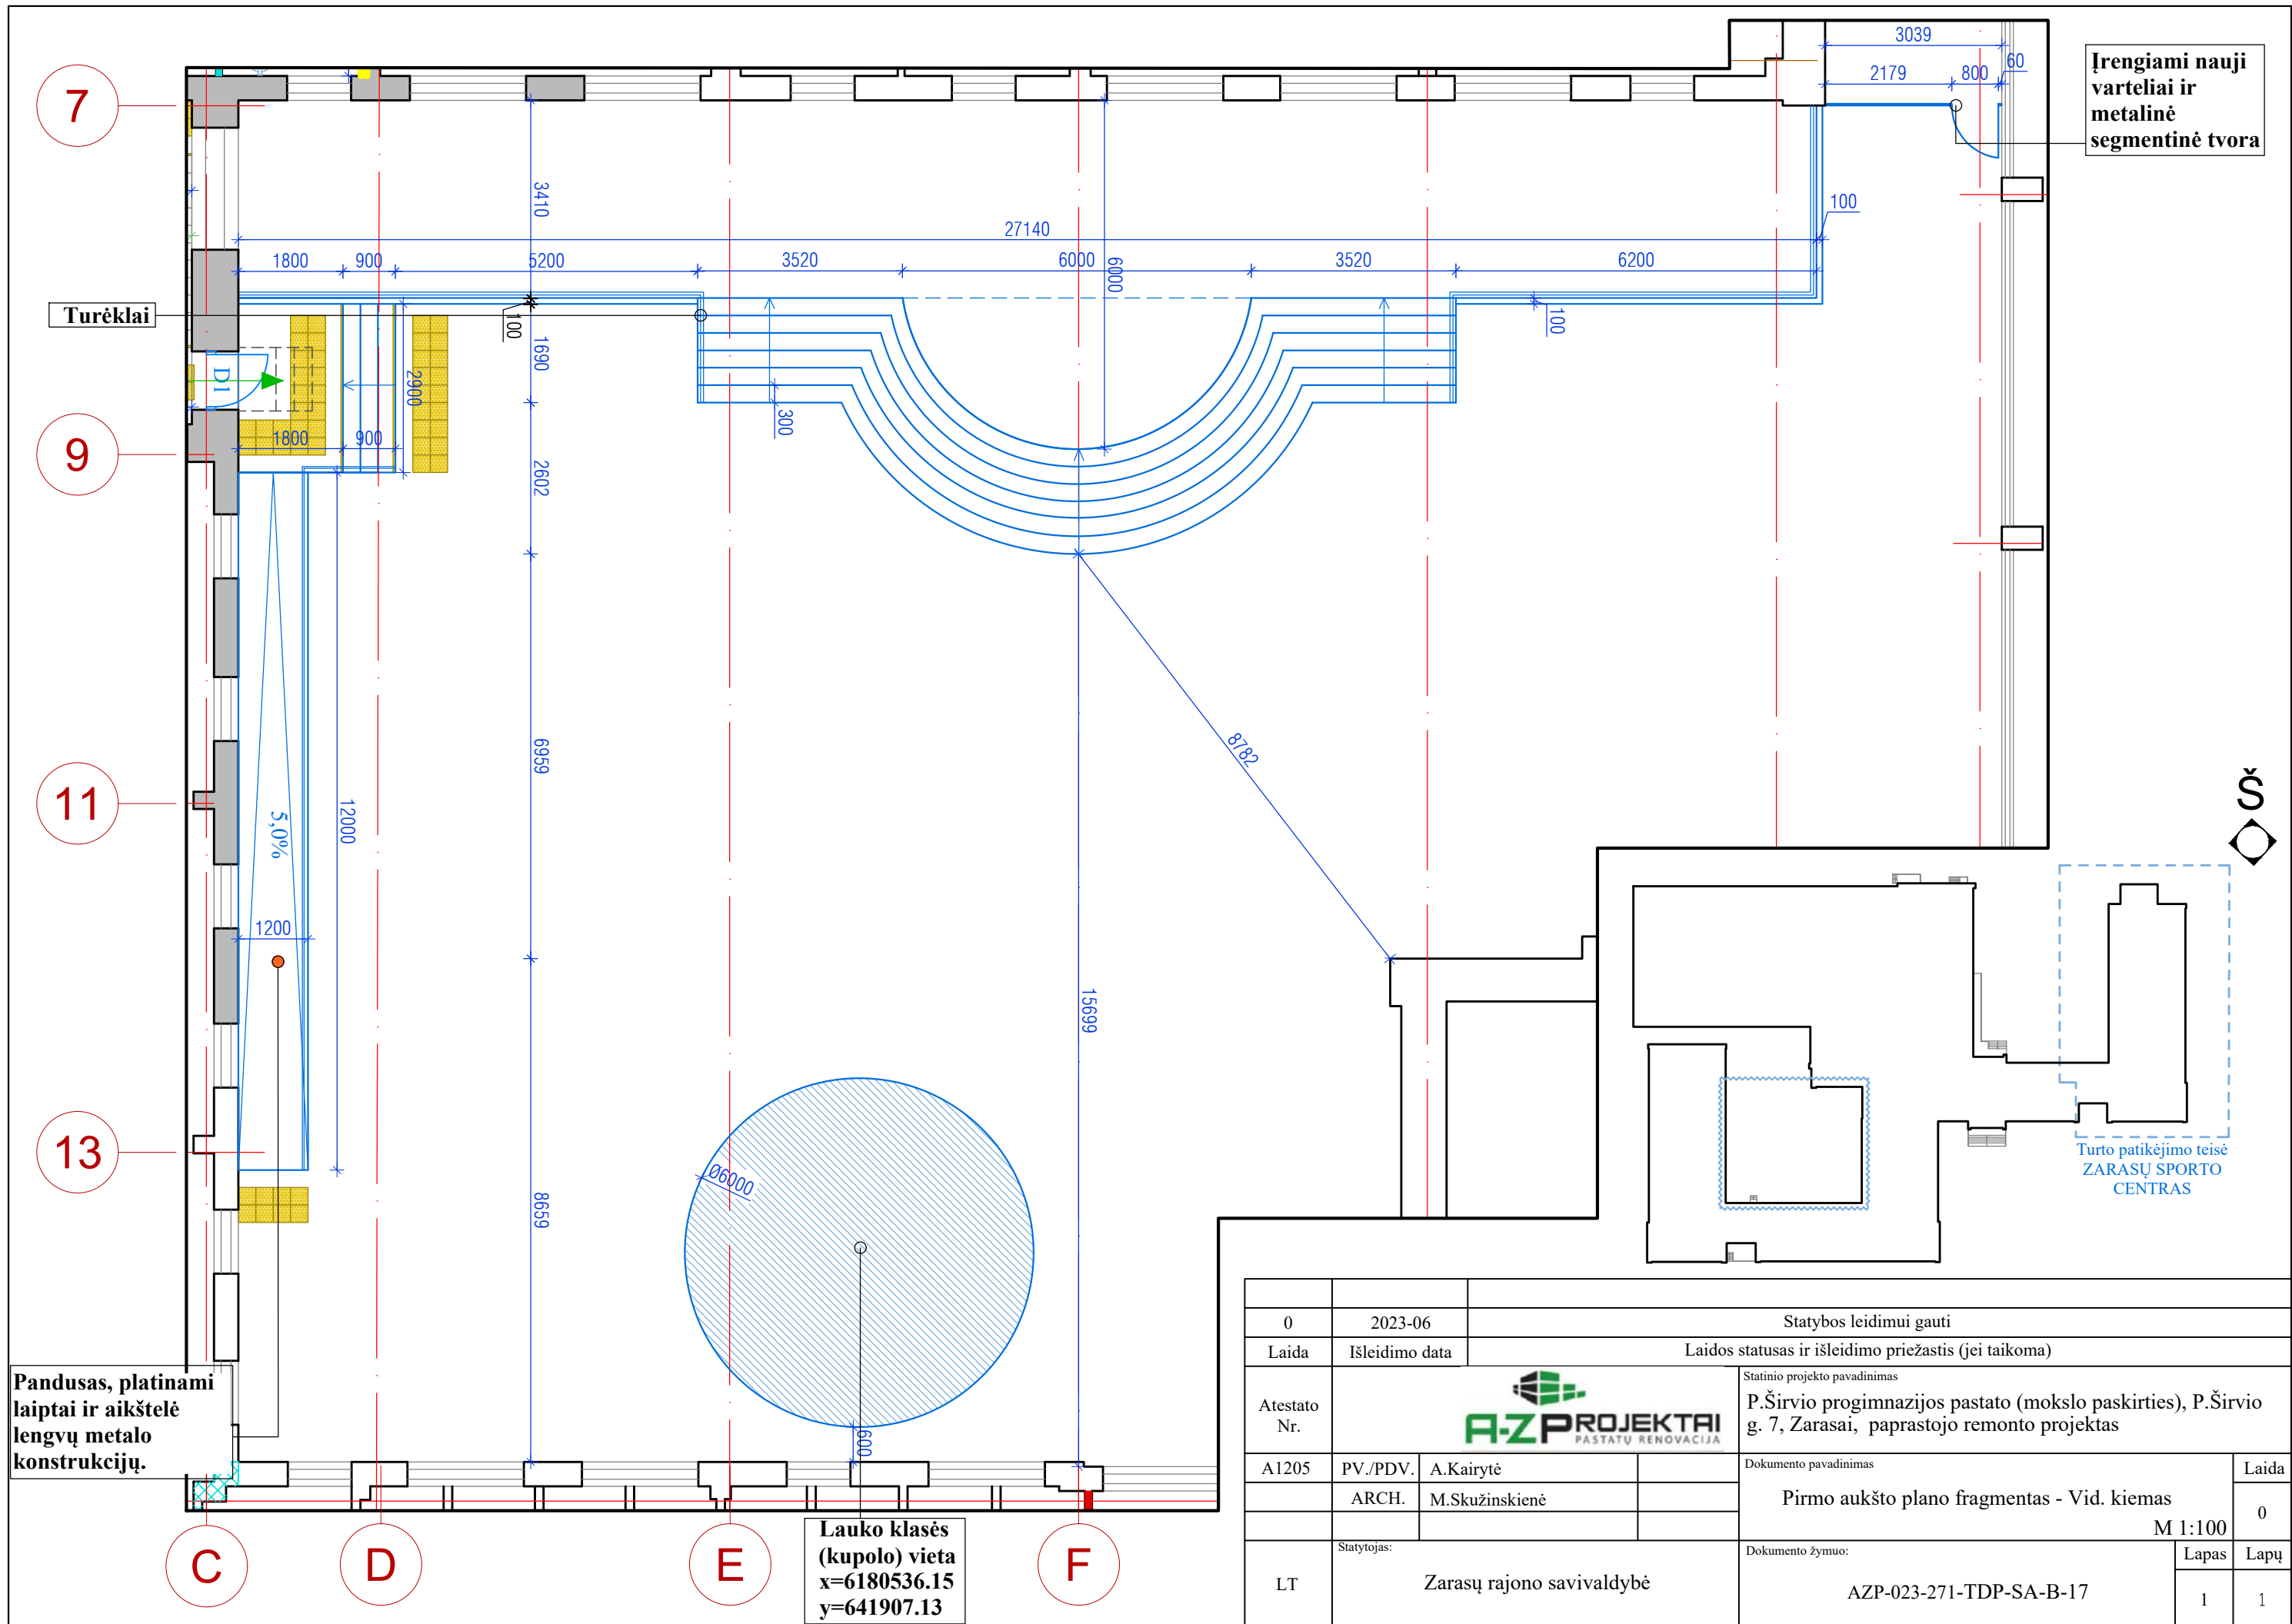 7
9
11
13
C
D
E
F
3039
2179
800
60
Įrengiami nauji
varteliai ir
metalinė
segmentinė tvora
100
3410
27140
1800
900
5200
3520
6000
6000
3520
6200
Turėklai
100
100
1690
2900
D1
300
1800
900
2602
8782
6959
12000
5,0%
1200
15699
8659
Ø6000
600
Š
Turto patikėjimo teisė
ZARASŲ SPORTO
CENTRAS
Pandusas, platinami
laiptai ir aikštelė
lengvų metalo
konstrukcijų.
Lauko klasės
(kupolo) vieta
x=6180536.15
y=641907.13
0
2023-06
Statybos leidimui gauti
Laida
Išleidimo data
Laidos statusas ir išleidimo priežastis (jei taikoma)
Atestato
Nr.
A-Z PROJEKTAI
PASTATŲ RENOVACIJA
Statinio projekto pavadinimas
P.Širvio progimnazijos pastato (mokslo paskirties), P.Širvio
g. 7, Zarasai, paprastojo remonto projektas
A1205
PV./PDV.
A.Kairytė
ARCH.
M.Skužinskienė
Dokumento pavadinimas
Pirmo aukšto plano fragmentas - Vid. kiemas
M 1:100
Laida
0
LT
Statytojas:
Zarasų rajono savivaldybė
Dokumento žymuo:
AZP-023-271-TDP-SA-B-17
Lapas
Lapų
1
1